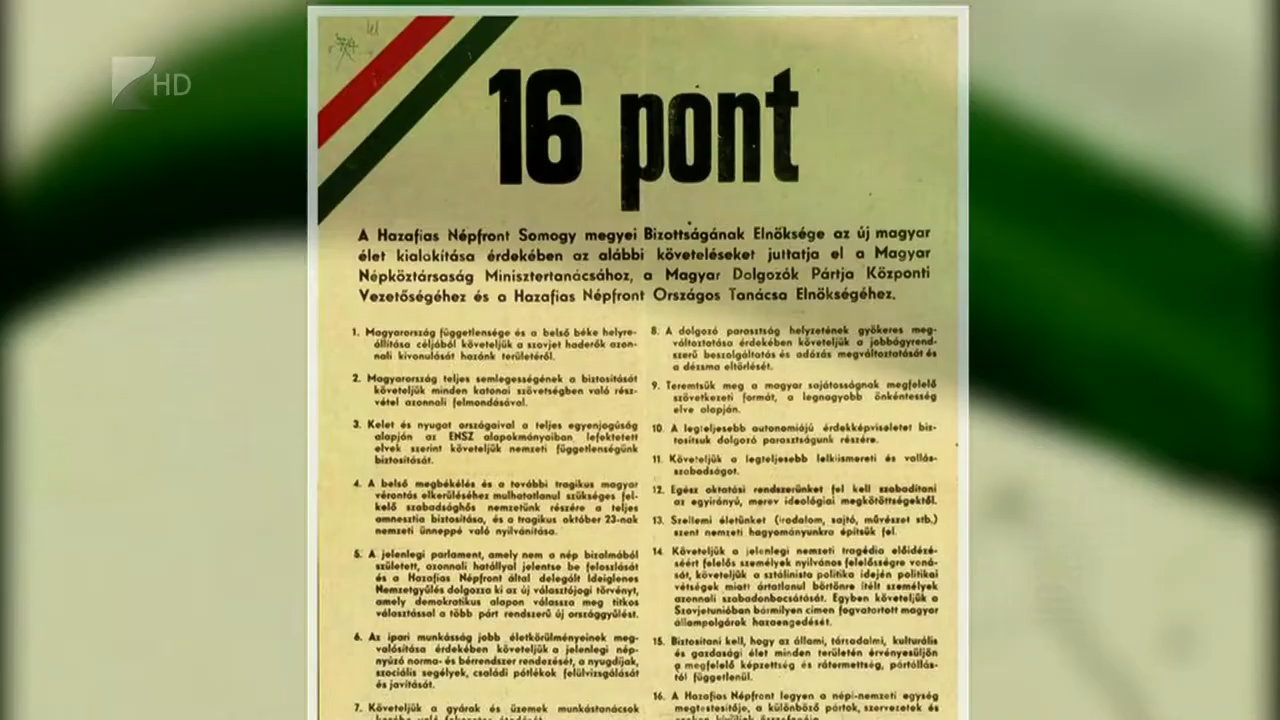 HD
16 pont
A Hazafias Népfront Somogy megyei Bizottságának Elnöksége az új magyar
élet kialakítása érdekében az alábbi követeléseket juttatja el a Magyar
Népköztársaság Minisztertanácsához, a Magyar Dolgozók Pártja Központi
Vezetőségéhez és a Hazafias Népfront Országos Tanácsa Elnökségéhez.
1. Magyarország függetlensége és a belső béke helyre-
állítása céljából követeljük a szovjet haderők azon-
nali kivonulását hazánk területéről.
2. Magyarország teljes semlegességének a biztosítását
követeljük minden katonai szövetségben való rész-
vétel azonnali felmondásával.
3. Kelet és nyugat országaival a teljes egyenjogúság
alapján az ENSZ alapokmányaiban lefektetett
elvek szerint követeljük nemzeti függetlenségünk
biztosítását.
4. A belső megbékélés és a további tragikus magyar
vérontás elkerüléséhez mulhatatlanul szükséges fel-
kelő szabadsághős nemzetünk részére a teljes
amnesztia biztosítása, és a tragikus október 23-nak
nemzeti ünneppé való nyilvánítása.
5. A jelenlegi parlament, amely nem a nép bizalmából
született, azonnali hatállyal jelentse be feloszlását
és a Hazafias Népfront által delegált Ideiglenes
Nemzetgyűlés dolgozza ki az új választójogi törvényt,
amely demokratikus alapon válassza meg titkos
választással a több párt rendszerű új országgyűlést.
6. Az ipari munkásság jobb életkörülményeinek meg-
valósítása érdekében követeljük a jelenlegi nép-
nyúzó norma- és bérrendszer rendezését, a nyugdíjak,
szociális segélyek, családi pótlékok felülvizsgálását
és javítását.
7. Követeljük a gyárak és üzemek munkástanácsok
8. A dolgozó parasztság helyzetének gyökeres meg-
változtatása érdekében követeljük a jobbágyrend-
szerű beszolgáltatás és adózás megváltoztatását és
a dézsma eltörlését.
9. Teremtsük meg a magyar sajátosságnak megfelelő
szövetkezeti formát, a legnagyobb önkéntesség
elve alapján.
10. A legteljesebb autonomiájú érdekképviseletet biz-
tosítsuk dolgozó parasztságunk részére.
11. Követeljük a legteljesebb lelkiismereti és vallás-
szabadságot.
12. Egész oktatási rendszerünket fel kell szabadítani
az egyirányú, merev ideológiai megkötöttségektől.
13. Szellemi életünket (irodalom, sajtó, művészet stb.)
szent nemzeti hagyományunkra építsük fel.
14. Követeljük a jelenlegi nemzeti tragédia előidézé-
séért felelős személyek nyilvános felelősségre voná-
sát, követeljük a sztálinista politika idején politikai
vétségek miatt ártatlanul börtönre ítélt személyek
azonnali szabadonbocsátását. Egyben követeljük a
Szovjetunióban bármilyen címen fogvatartott magyar
állampolgárok hazaengedését.
15. Biztosítani kell, hogy az állami, társadalmi, kulturális
és gazdasági élet minden területén érvényesüljön
a megfelelő képzettség és rátermettség, pártállás-
tól függetlenül.
16. A Hazafias Népfront legyen a népi-nemzeti egység
megtestesítője, a különböző pártok, szervezetek és